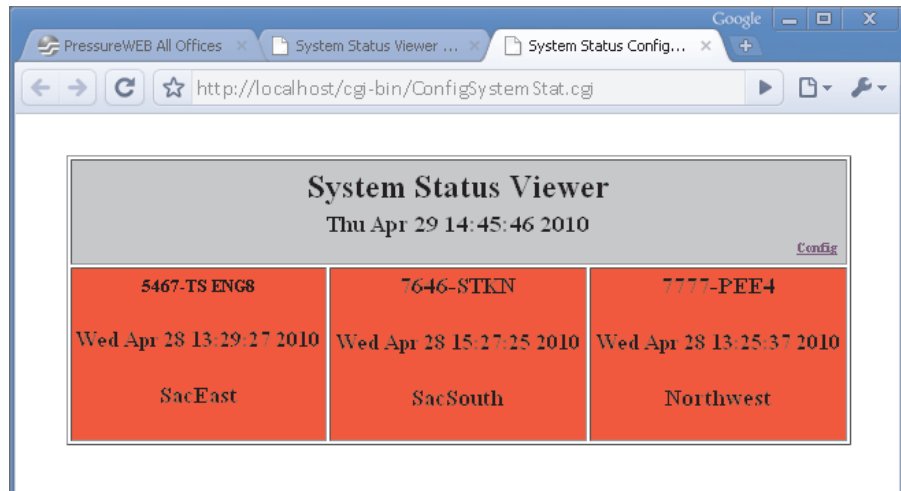 Google
PressureWEB All Offices
System Status Viewer ...
System Status Config...
http://localhost/cgi-bin/ConfigSystemStat.cgi
System Status Viewer
Thu Apr 29 14:45:46 2010
Config
5467-TS ENG8 7646-STKN 7777-PEE4
Wed Apr 28 13:29:27 2010 Wed Apr 28 15:27:25 2010 Wed Apr 28 13:25:37 2010
SacEast SacSouth Northwest